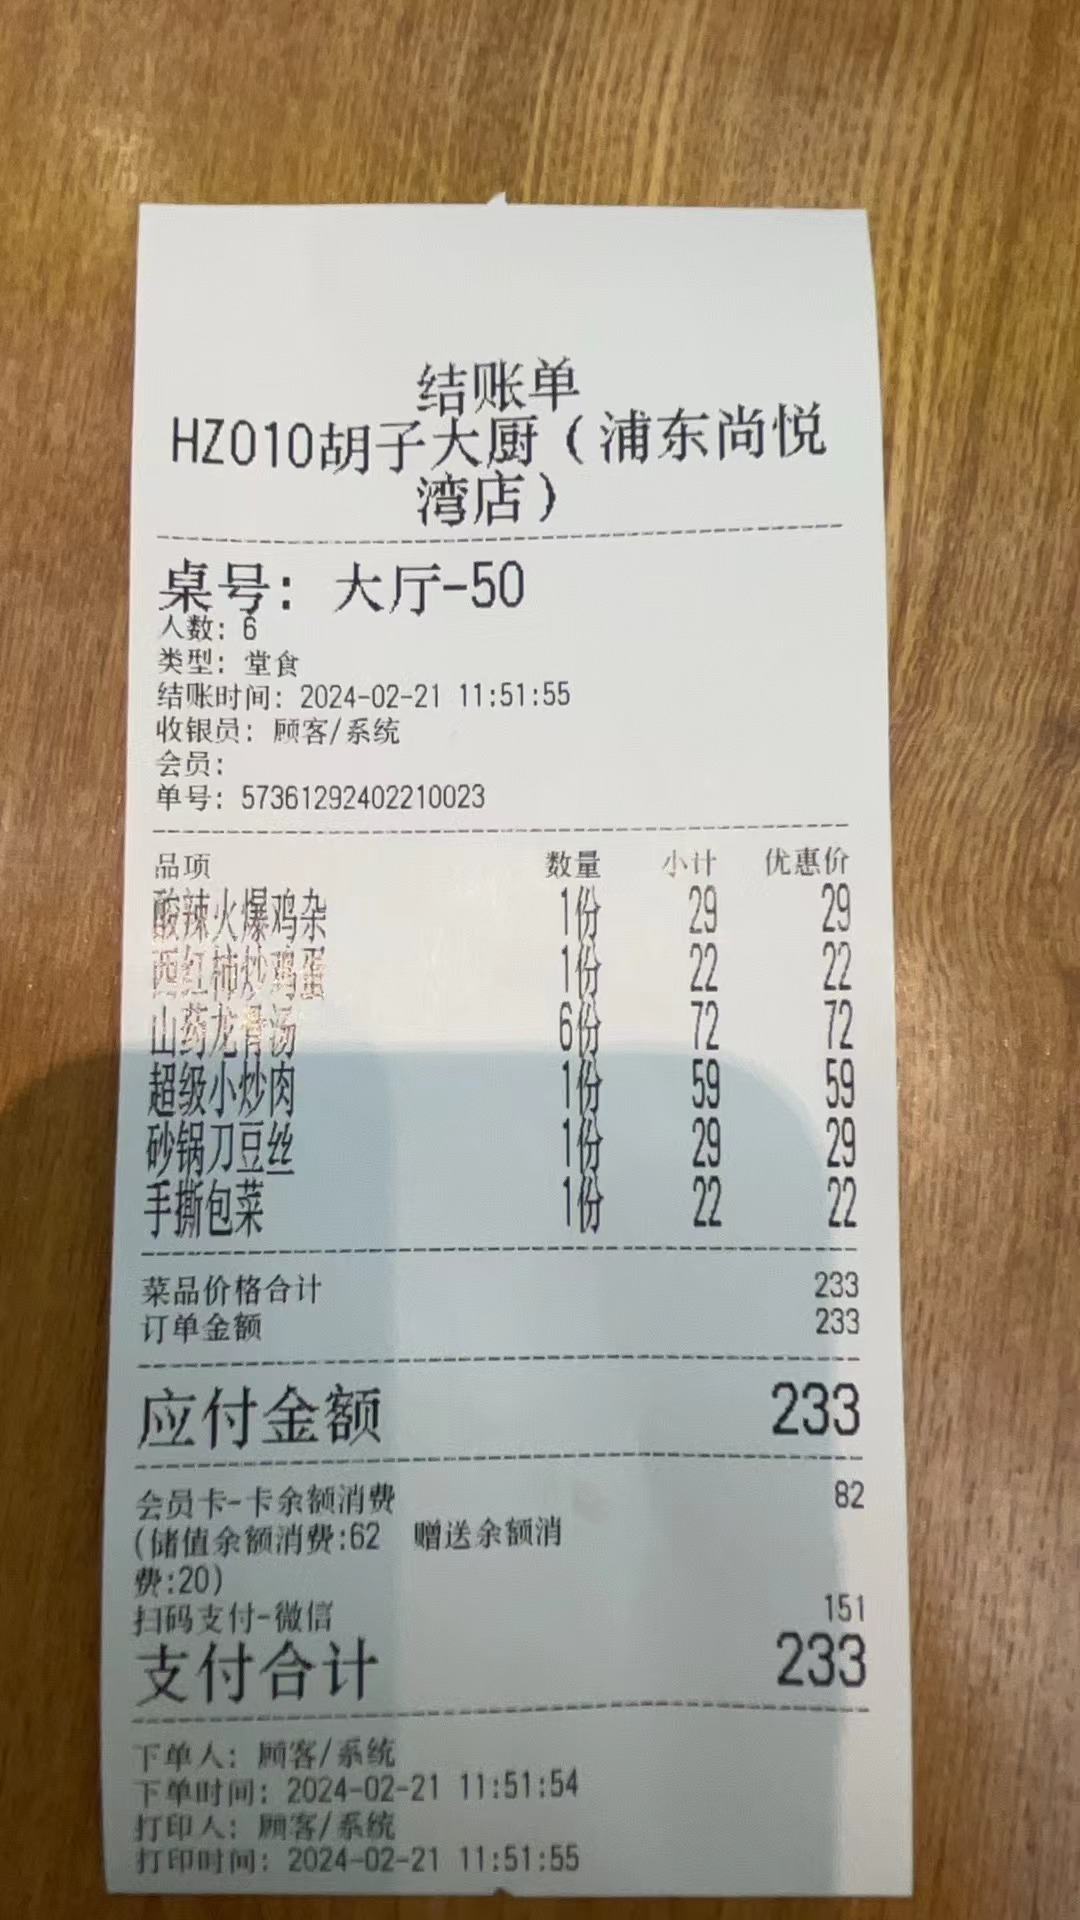 结账单
HZ010胡子大厨（浦东尚悦
湾店）
桌号：大厅-50
人数：6
类型：堂食
结账时间：2024-02-21 11:51:55
收银员：顾客/系统
会员：
单号：57361292402210023
品项 数量 小计 优惠价
酸辣火爆鸡杂 1份 29 29
西红柿炒鸡蛋 1份 22 22
山药龙骨汤 6份 72 72
超级小炒肉 1份 59 59
砂锅刀豆丝 1份 29 29
手撕包菜 1份 22 22
菜品价格合计 233
订单金额 233
应付金额 233
会员卡-卡余额消费 82
(储值余额消费:62 赠送余额消
费:20)
扫码支付-微信 151
支付合计 233
下单人：顾客/系统
下单时间：2024-02-21 11:51:54
打印人：顾客/系统
打印时间：2024-02-21 11:51:55